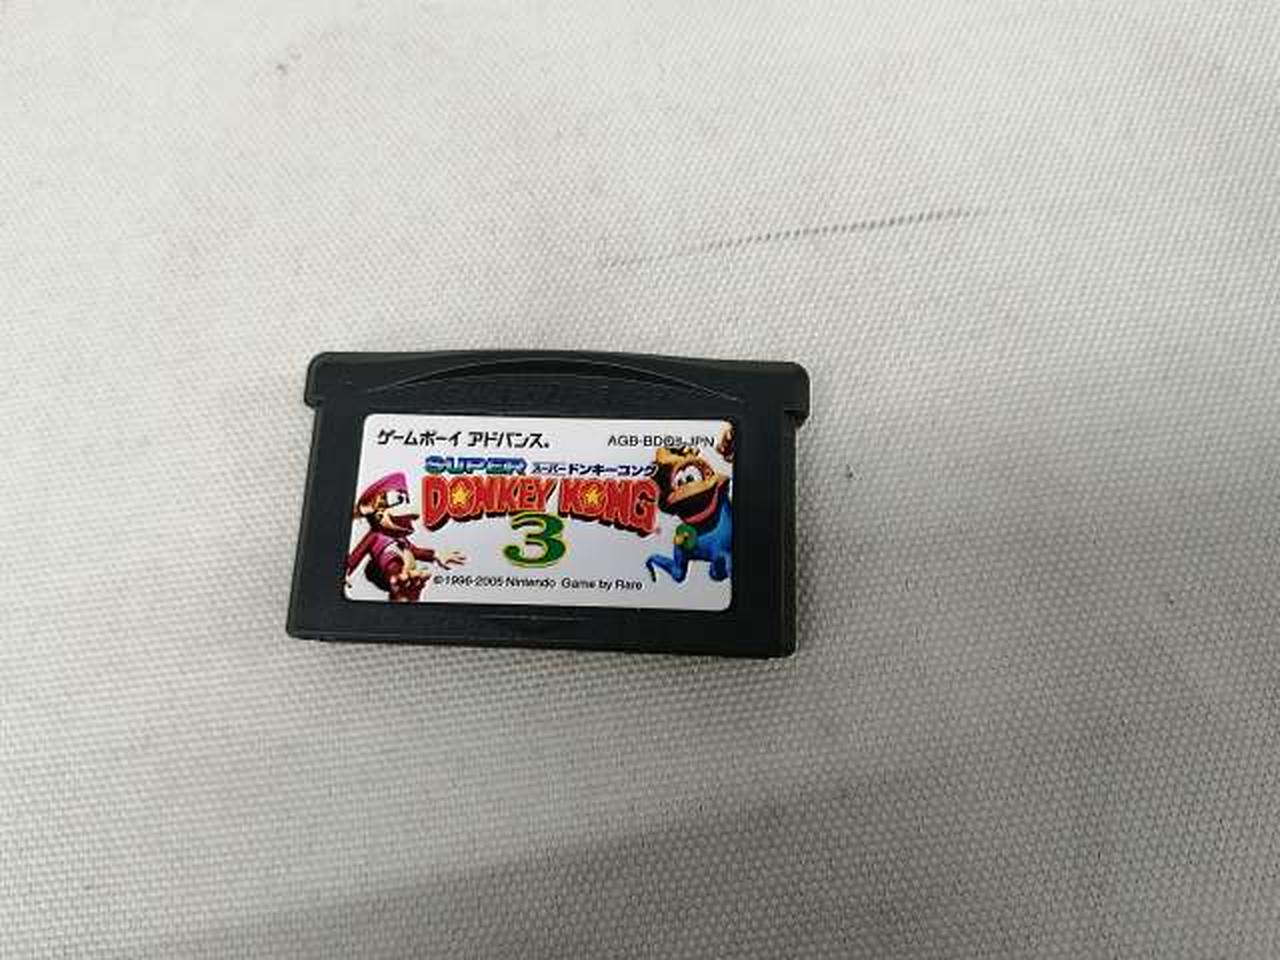 ゲームボーイ アドバンス.
AGB-BDQJ-JPN
SUPER スーパードンキーコング
DONKEY KONG
3
©1996-2005 Nintendo Game by Rare